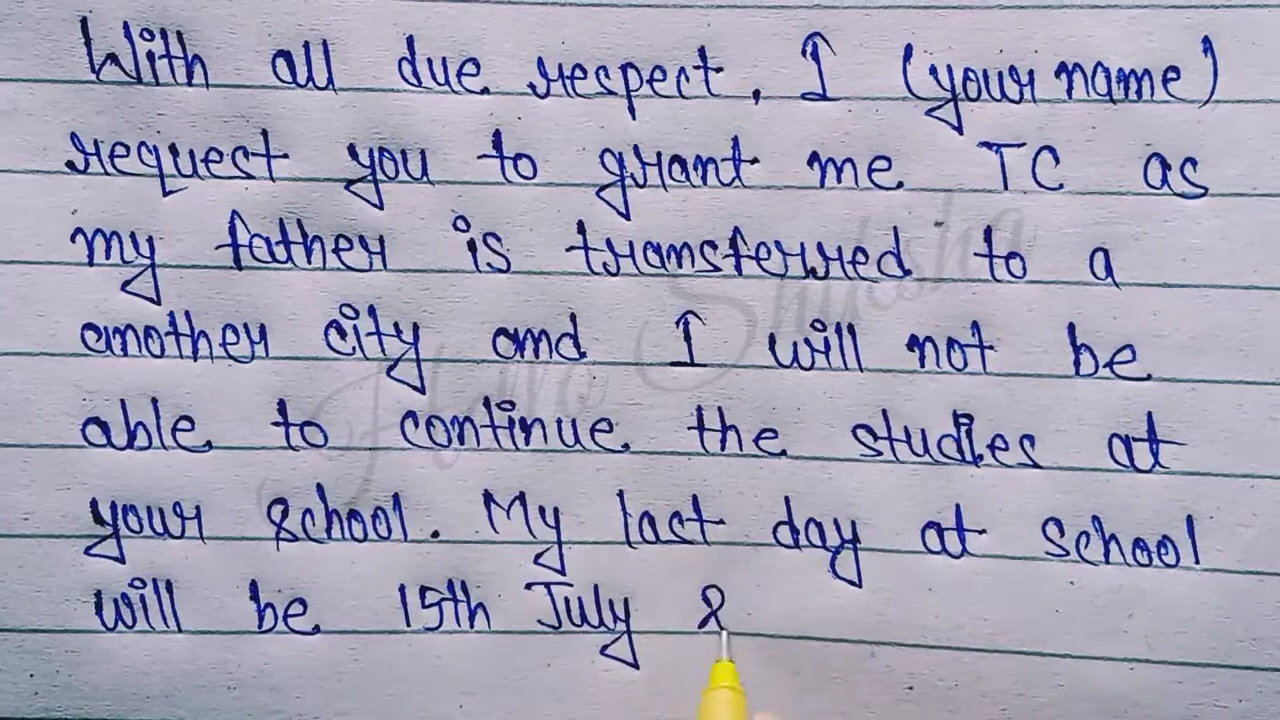 With all due respect, I (your name)
request you to grant me TC as
my father is transferred to a
another city and I will not be
able to continue the studies at
your school. My last day at school
will be 15th July 2